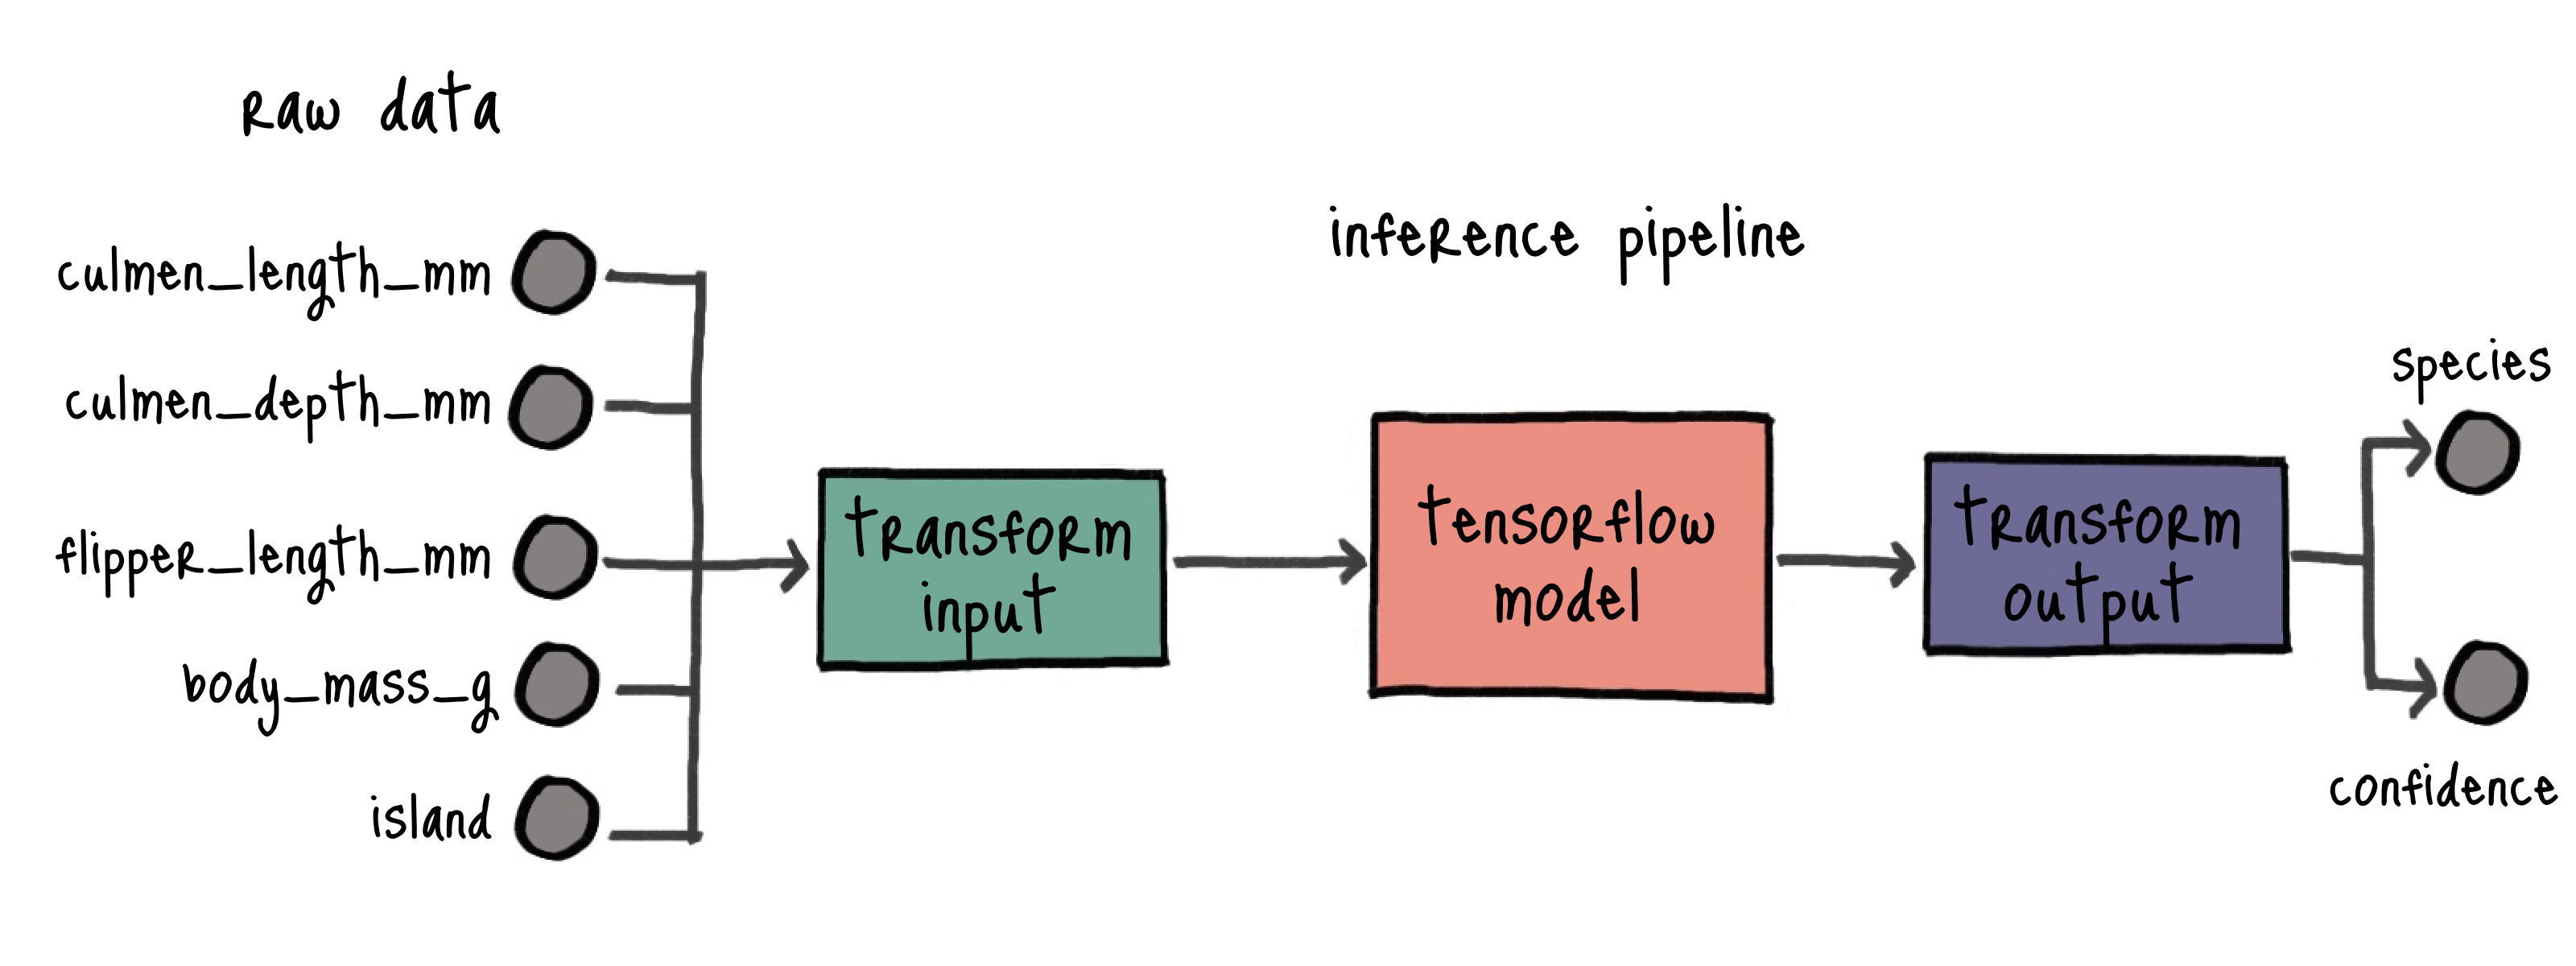 raw data
culmen_length_mm
culmen_depth_mm
flipper_length_mm
body_mass_g
island
inference pipeline
transform
input
tensorflow
model
transform
output
species
confidence